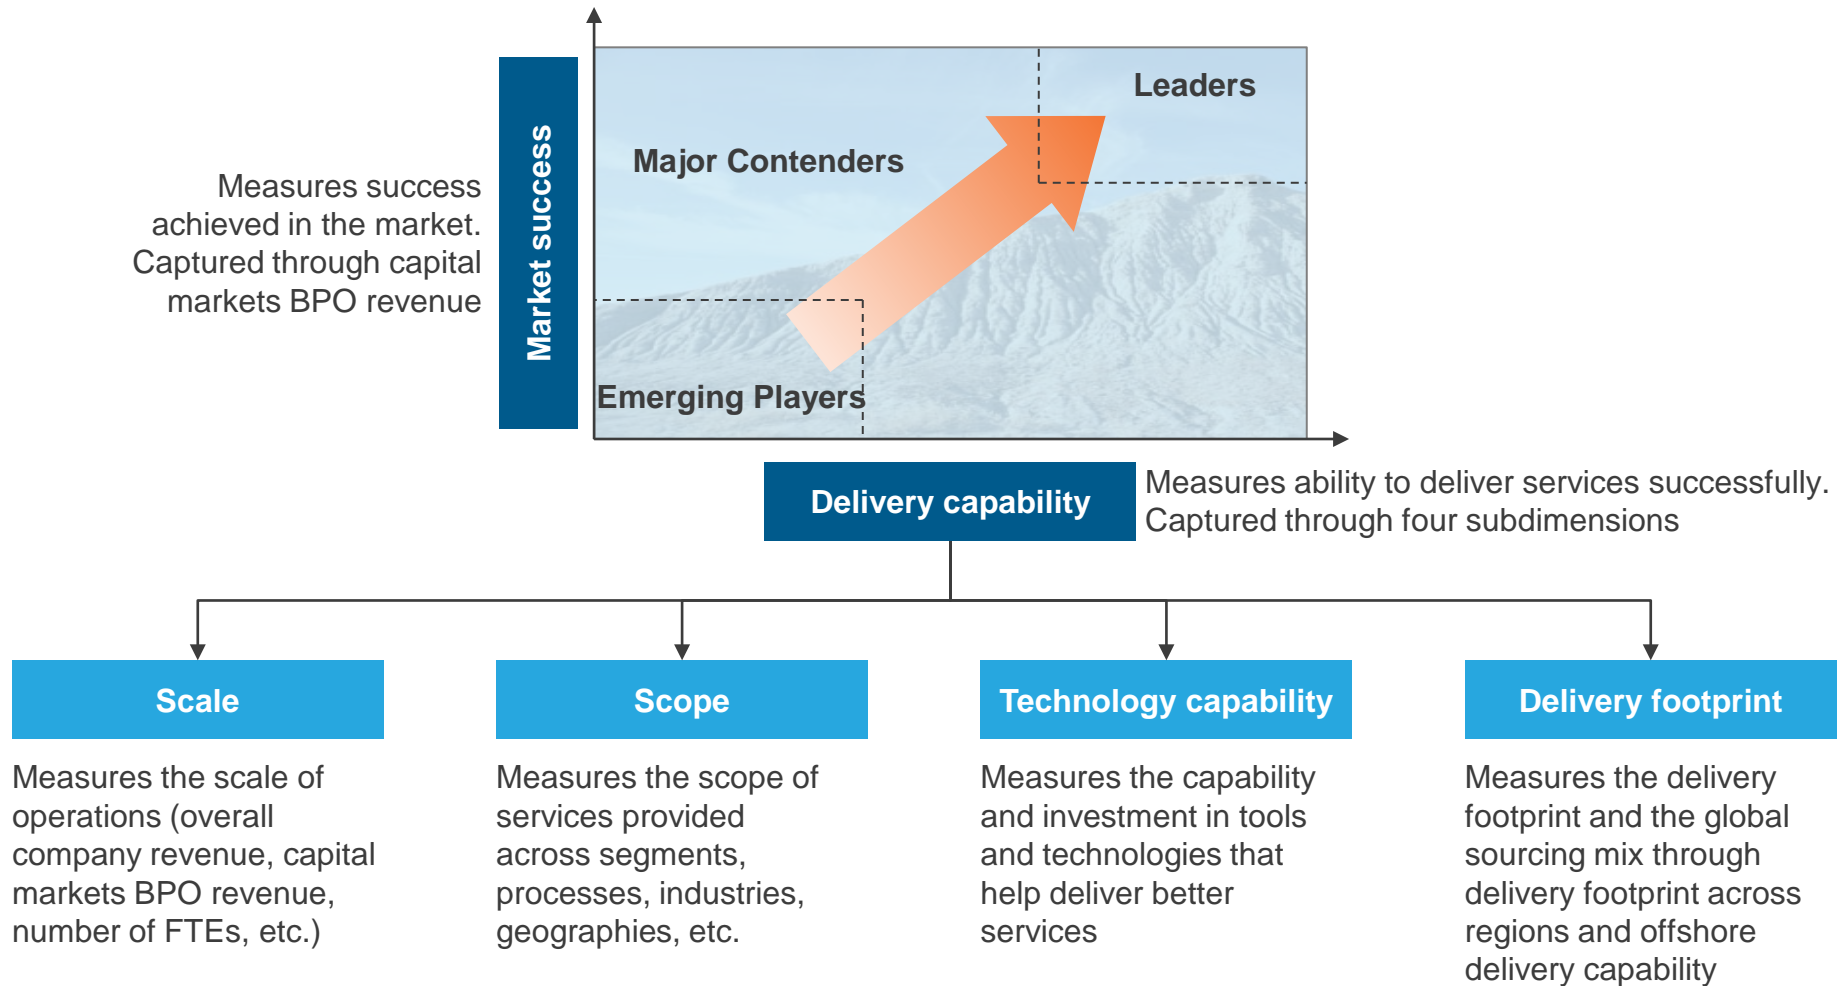 Leaders
Major Contenders
Emerging Players
Market success
Measures success
achieved in the market.
Captured through capital
markets BPO revenue
Delivery capability
Measures ability to deliver services successfully.
Captured through four subdimensions
Scale
Measures the scale of
operations (overall
company revenue, capital
markets BPO revenue,
number of FTEs, etc.)
Scope
Measures the scope of
services provided
across segments,
processes, industries,
geographies, etc.
Technology capability
Measures the capability
and investment in tools
and technologies that
help deliver better
services
Delivery footprint
Measures the delivery
footprint and the global
sourcing mix through
delivery footprint across
regions and offshore
delivery capability